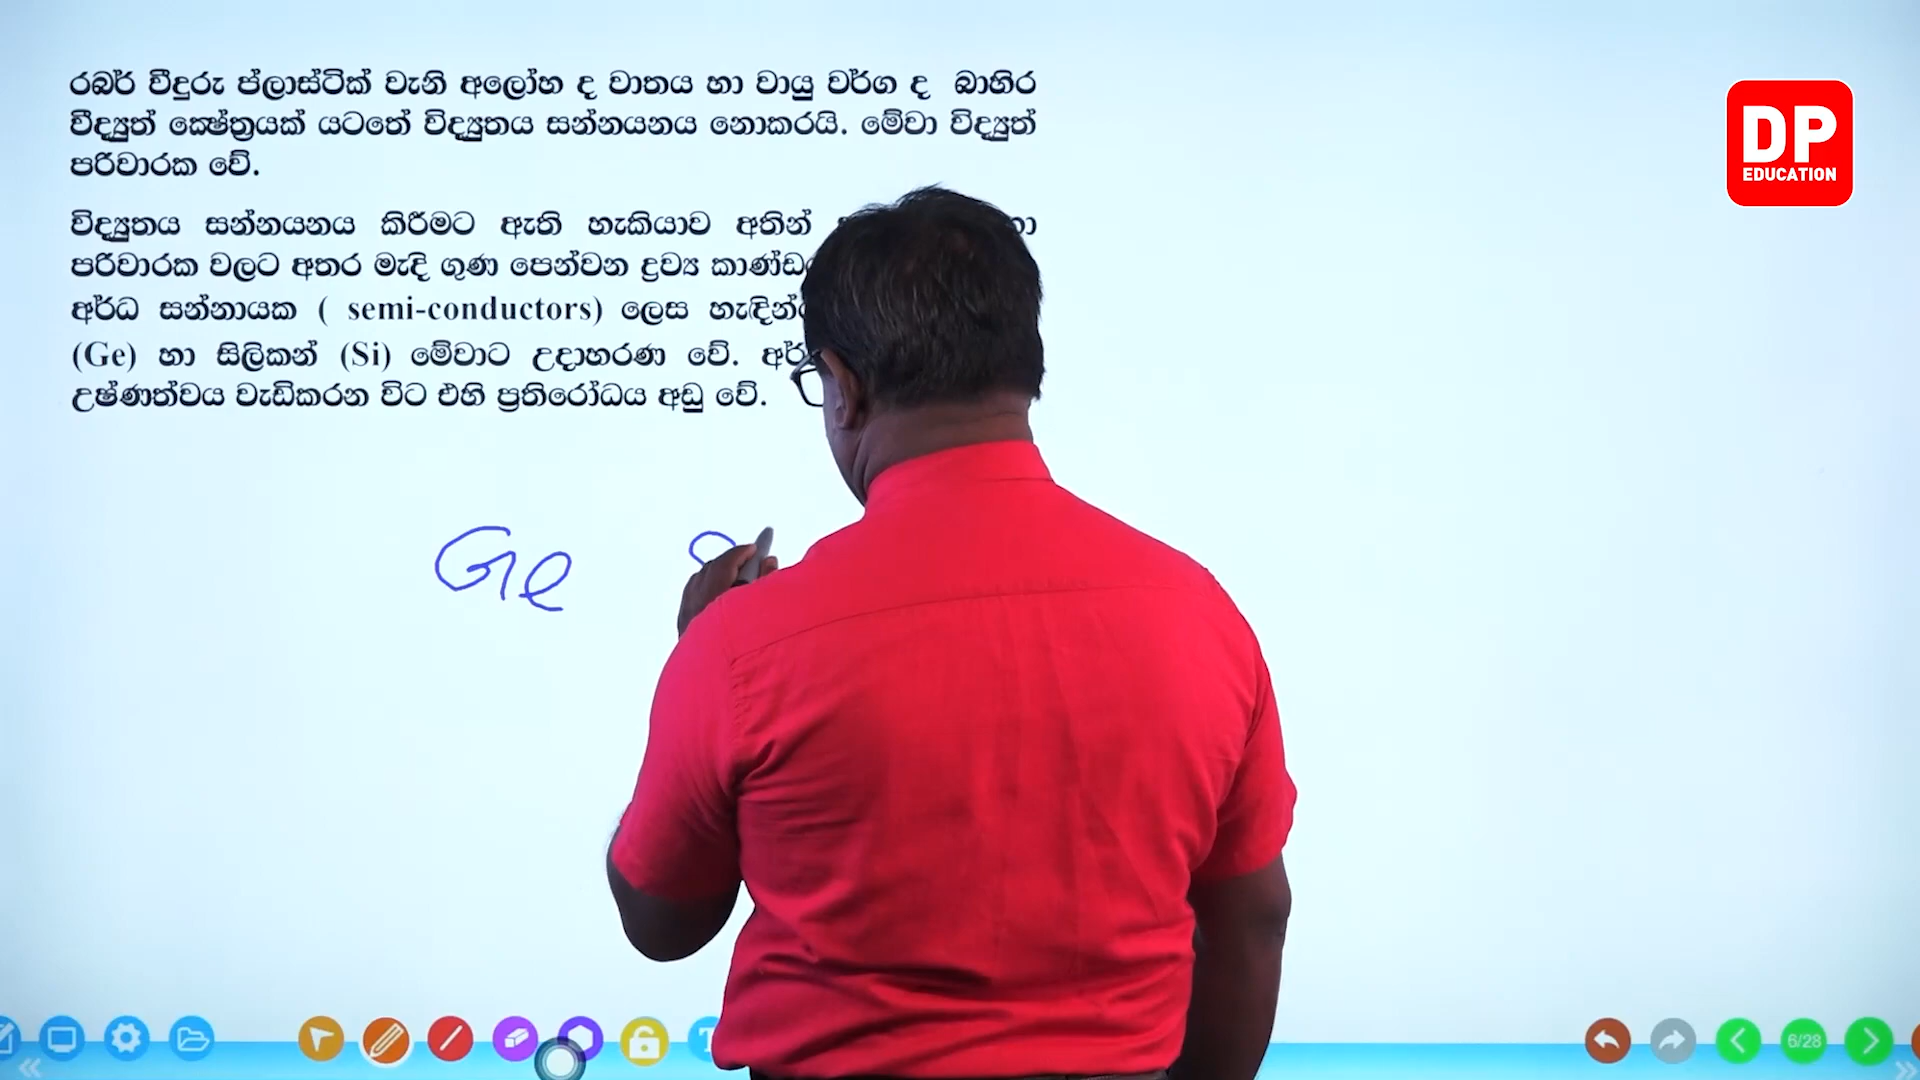 රබර් වීදුරු ප්ලාස්ටික් වැනි අලෝහ ද වාතය හා වායු වර්ග ද බාහිර
විද්‍යුත් ක්‍ෂේත්‍රයක් යටතේ විද්‍යුතය සන්නයනය නොකරයි. මේවා විද්‍යුත්
පරිවාරක වේ.
විද්‍යුතය සන්නයනය කිරීමට ඇති හැකියාව අතින්
පරිවාරක වලට අතර මැදි ගුණ පෙන්වන ද්‍රව්‍ය
අර්ධ සන්නායක ( semi-conductors) ලෙස
(Ge) හා සිලිකන් (Si) මේවාට උදාහරණ වේ.
උෂ්ණත්වය වැඩිකරන විට එහි ප්‍රතිරෝධය අඩු වේ.
Ge
DP
EDUCATION
6/28